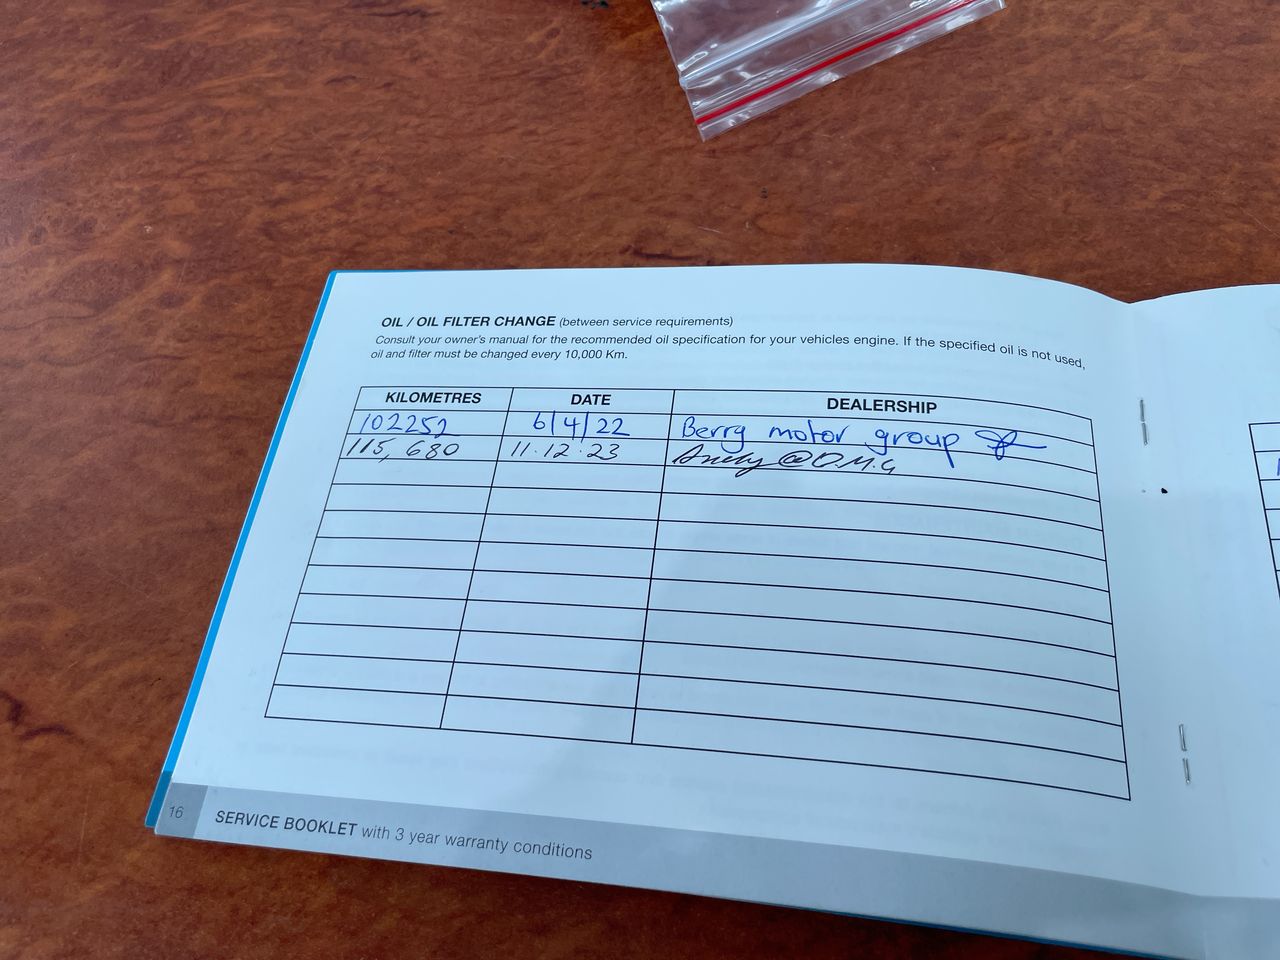 OIL / OIL FILTER CHANGE (between service requirements)
Consult your owner's manual for the recommended oil specification for your vehicles engine. If the specified oil is not used,
oil and filter must be changed every 10,000 Km.
KILOMETRES DATE DEALERSHIP
102252 6/4/22 Berry motor group
115,680 11.12.23 Andy @ O.M.G
16 SERVICE BOOKLET with 3 year warranty conditions